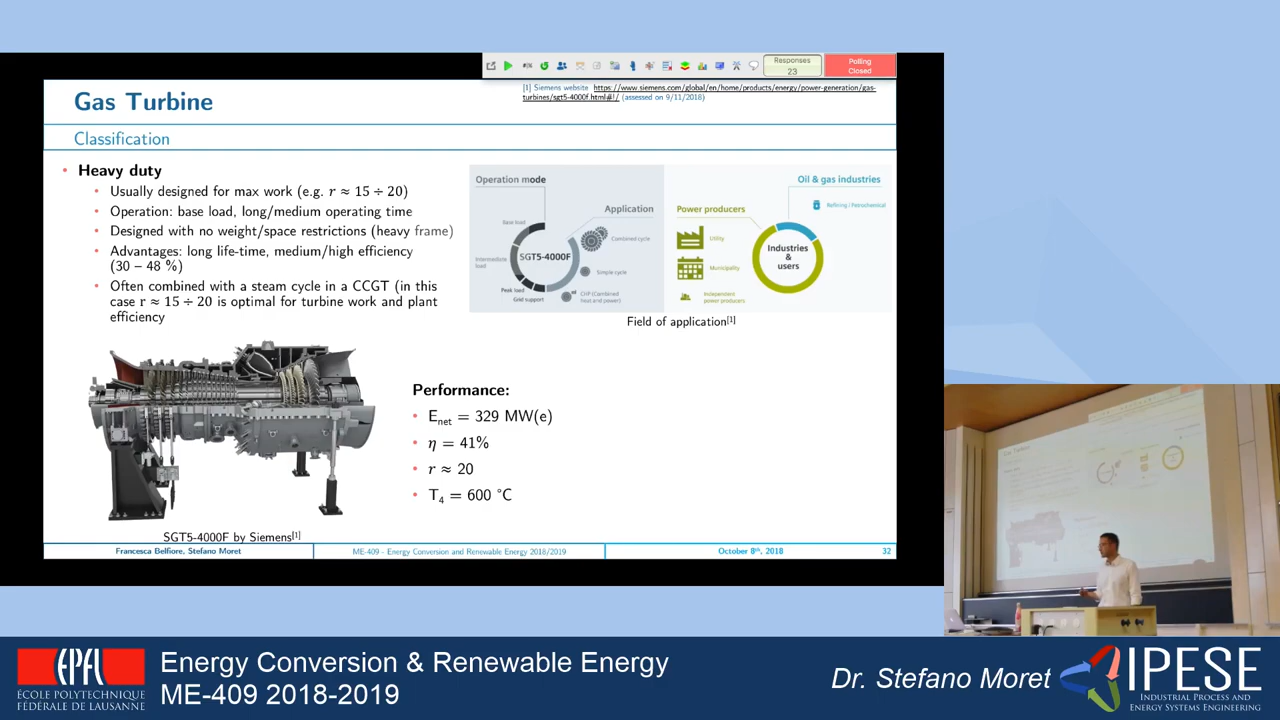 Responses
23
Polling
Closed
Gas Turbine
[1] Siemens website https://www.siemens.com/global/en/home/products/energy/power-generation/gas-
turbines/sgt5-4000f.html#!/ (assessed on 9/11/2018)
Classification
• Heavy duty
• Usually designed for max work (e.g. r ≈ 15 ÷ 20)
• Operation: base load, long/medium operating time
• Designed with no weight/space restrictions (heavy frame)
• Advantages: long life-time, medium/high efficiency
(30 – 48 %)
• Often combined with a steam cycle in a CCGT (in this
case r ≈ 15 ÷ 20 is optimal for turbine work and plant
efficiency
Operation mode
Application
Base load
Combined cycle
Intermediate
load
SGT5-4000F
Simple cycle
Peak load
Grid support
CHP (Combined
heat and power)
Oil & gas industries
Refining / Petrochemical
Power producers
Utility
Municipality
Independent
power producers
Industries
&
users
Field of application[1]
Performance:
• Enet = 329 MW(e)
• η = 41%
• r ≈ 20
• T4 = 600 °C
SGT5-4000F by Siemens[1]
Francesca Belfiore, Stefano Moret
ME-409 - Energy Conversion and Renewable Energy 2018/2019
October 8th, 2018
32
EPFL
ÉCOLE POLYTECHNIQUE
FÉDÉRALE DE LAUSANNE
Energy Conversion & Renewable Energy
ME-409 2018-2019
Dr. Stefano Moret
IPESE
INDUSTRIAL PROCESS AND
ENERGY SYSTEMS ENGINEERING